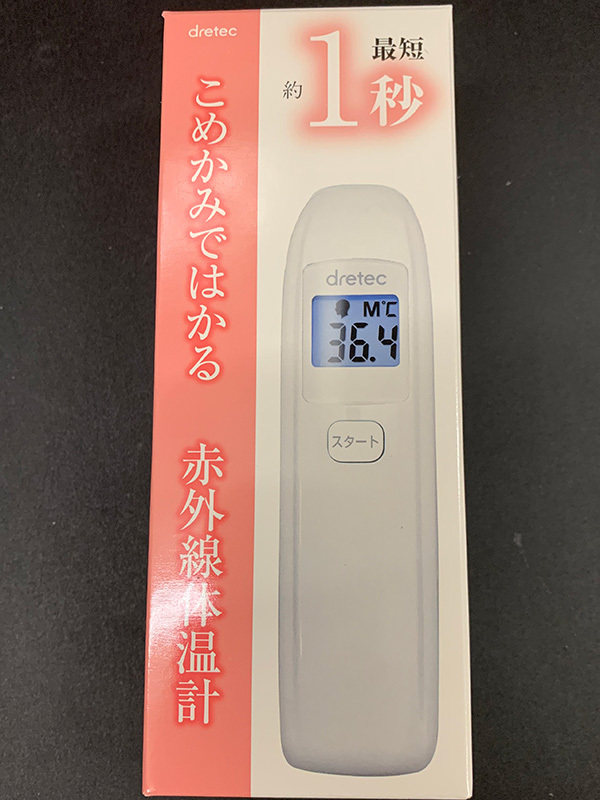 dretec
こめかみではかる 赤外線体温計
最短
約1秒
dretec
M℃
36.4
スタート